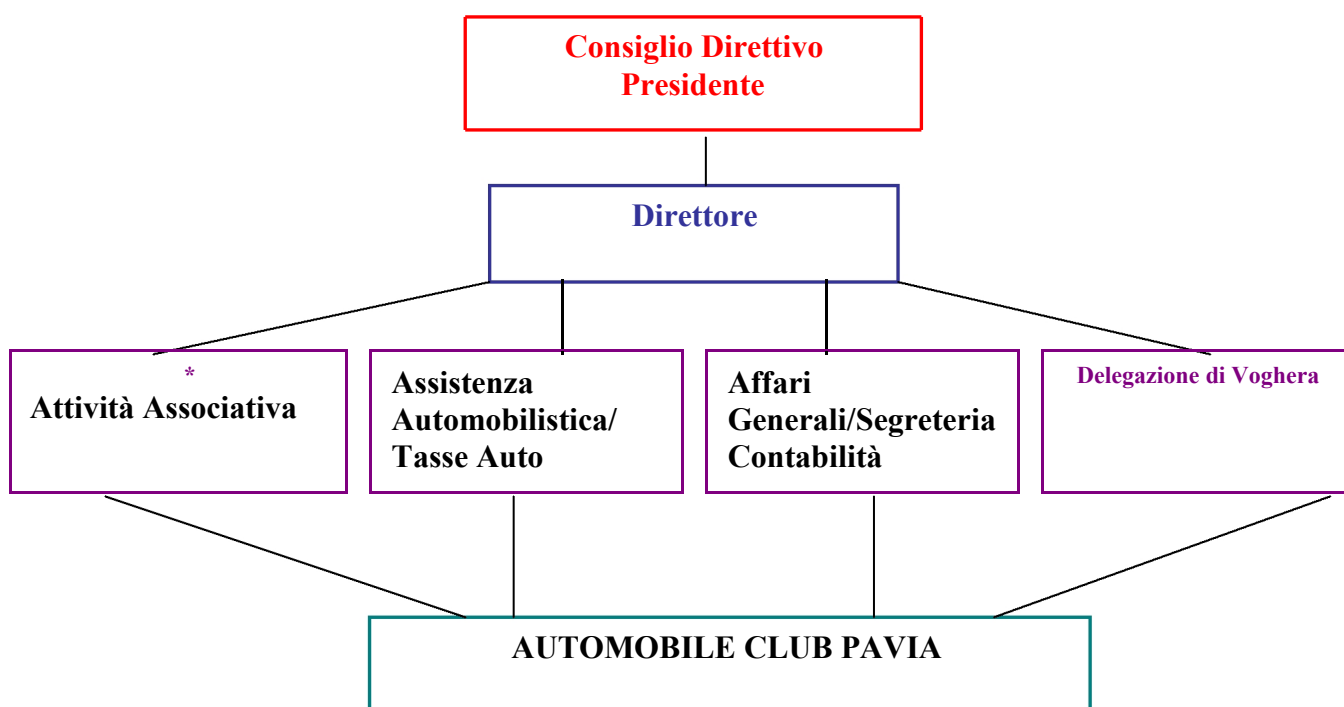 Consiglio Direttivo
Presidente
Direttore
*
Attività Associativa
Assistenza
Automobilistica/
Tasse Auto
Affari
Generali/Segreteria
Contabilità
Delegazione di Voghera
AUTOMOBILE CLUB PAVIA